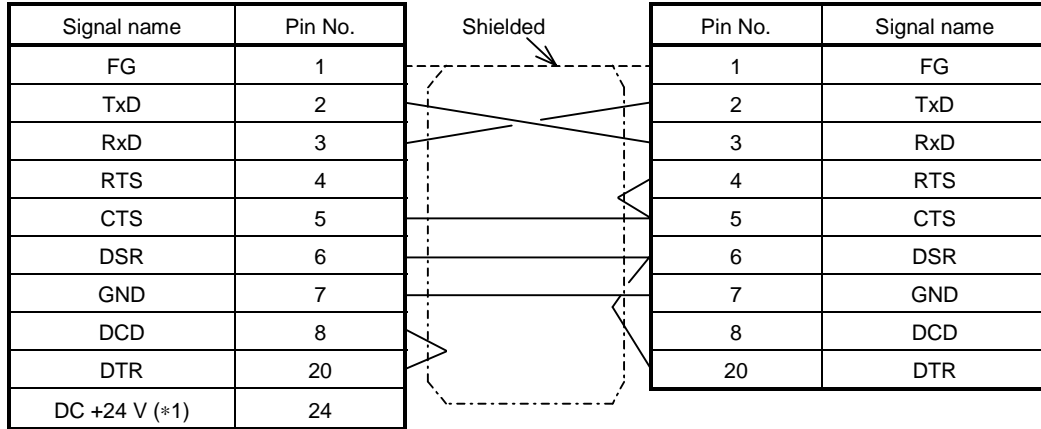 Signal name Pin No. Shielded Pin No. Signal name
FG 1 1 FG
TxD 2 2 TxD
RxD 3 3 RxD
RTS 4 4 RTS
CTS 5 5 CTS
DSR 6 6 DSR
GND 7 7 GND
DCD 8 8 DCD
DTR 20 20 DTR
DC +24 V (*1) 24